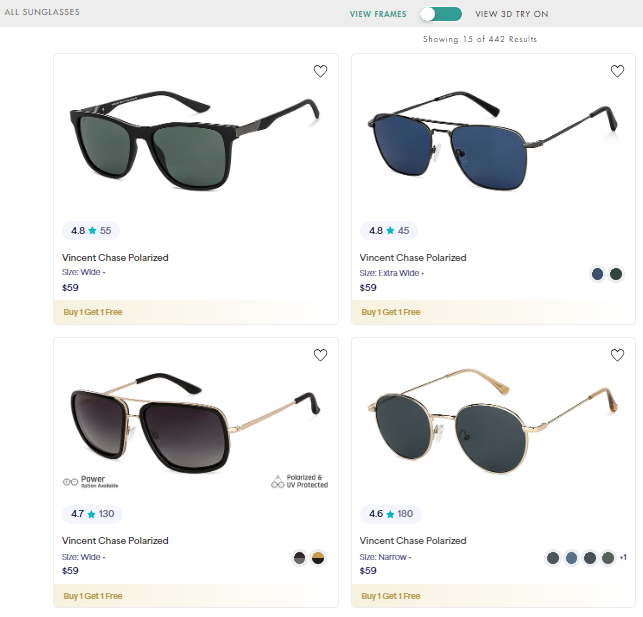 ALL SUNGLASSES
VIEW FRAMES VIEW 3D TRY ON
Showing 15 of 442 Results
4.8 ★ 55
Vincent Chase Polarized
Size: Wide •
$59
Buy 1 Get 1 Free
4.8 ★ 45
Vincent Chase Polarized
Size: Extra Wide •
$59
Buy 1 Get 1 Free
Power
Option Available
Polarized &
UV Protected
4.7 ★ 130
Vincent Chase Polarized
Size: Wide •
$59
Buy 1 Get 1 Free
4.6 ★ 180
Vincent Chase Polarized
Size: Narrow •
+1
$59
Buy 1 Get 1 Free